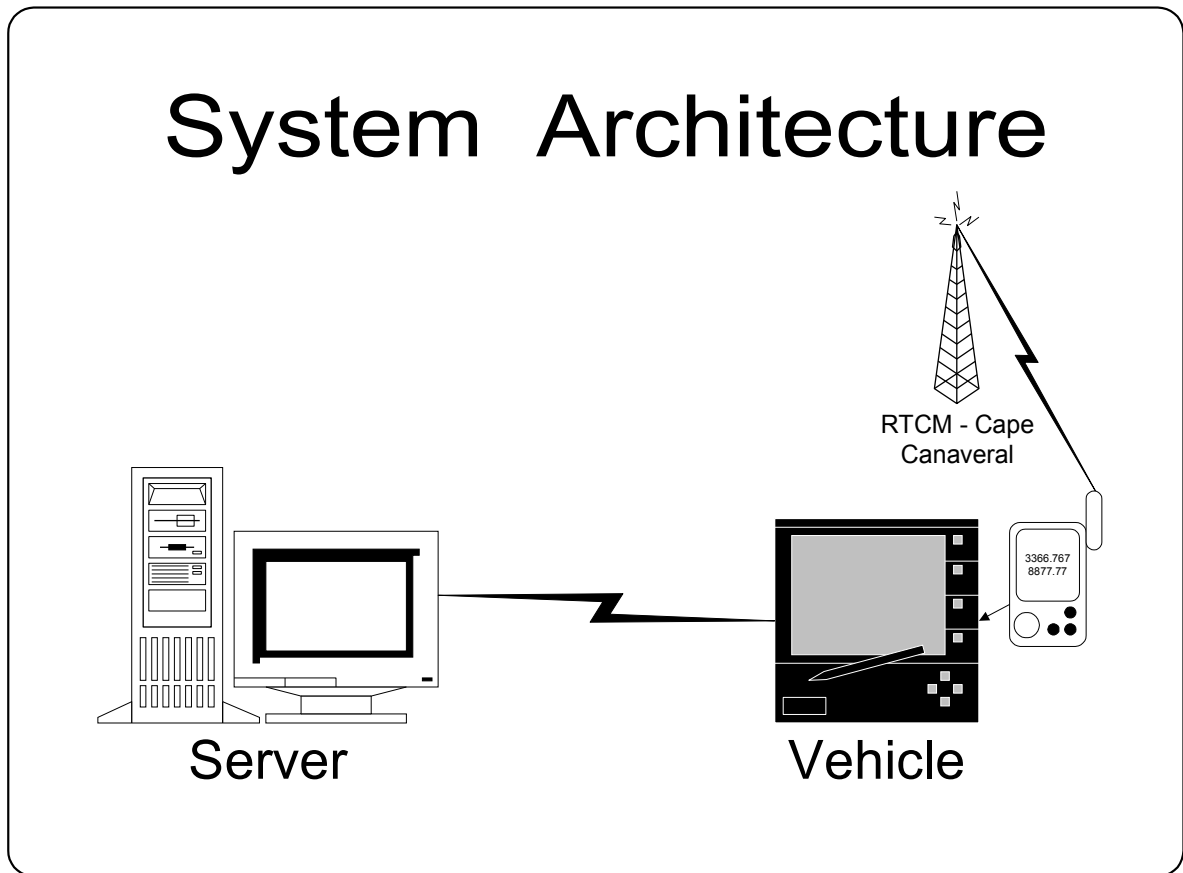 System Architecture
RTCM - Cape
Canaveral
3366.767
8877.77
Server
Vehicle